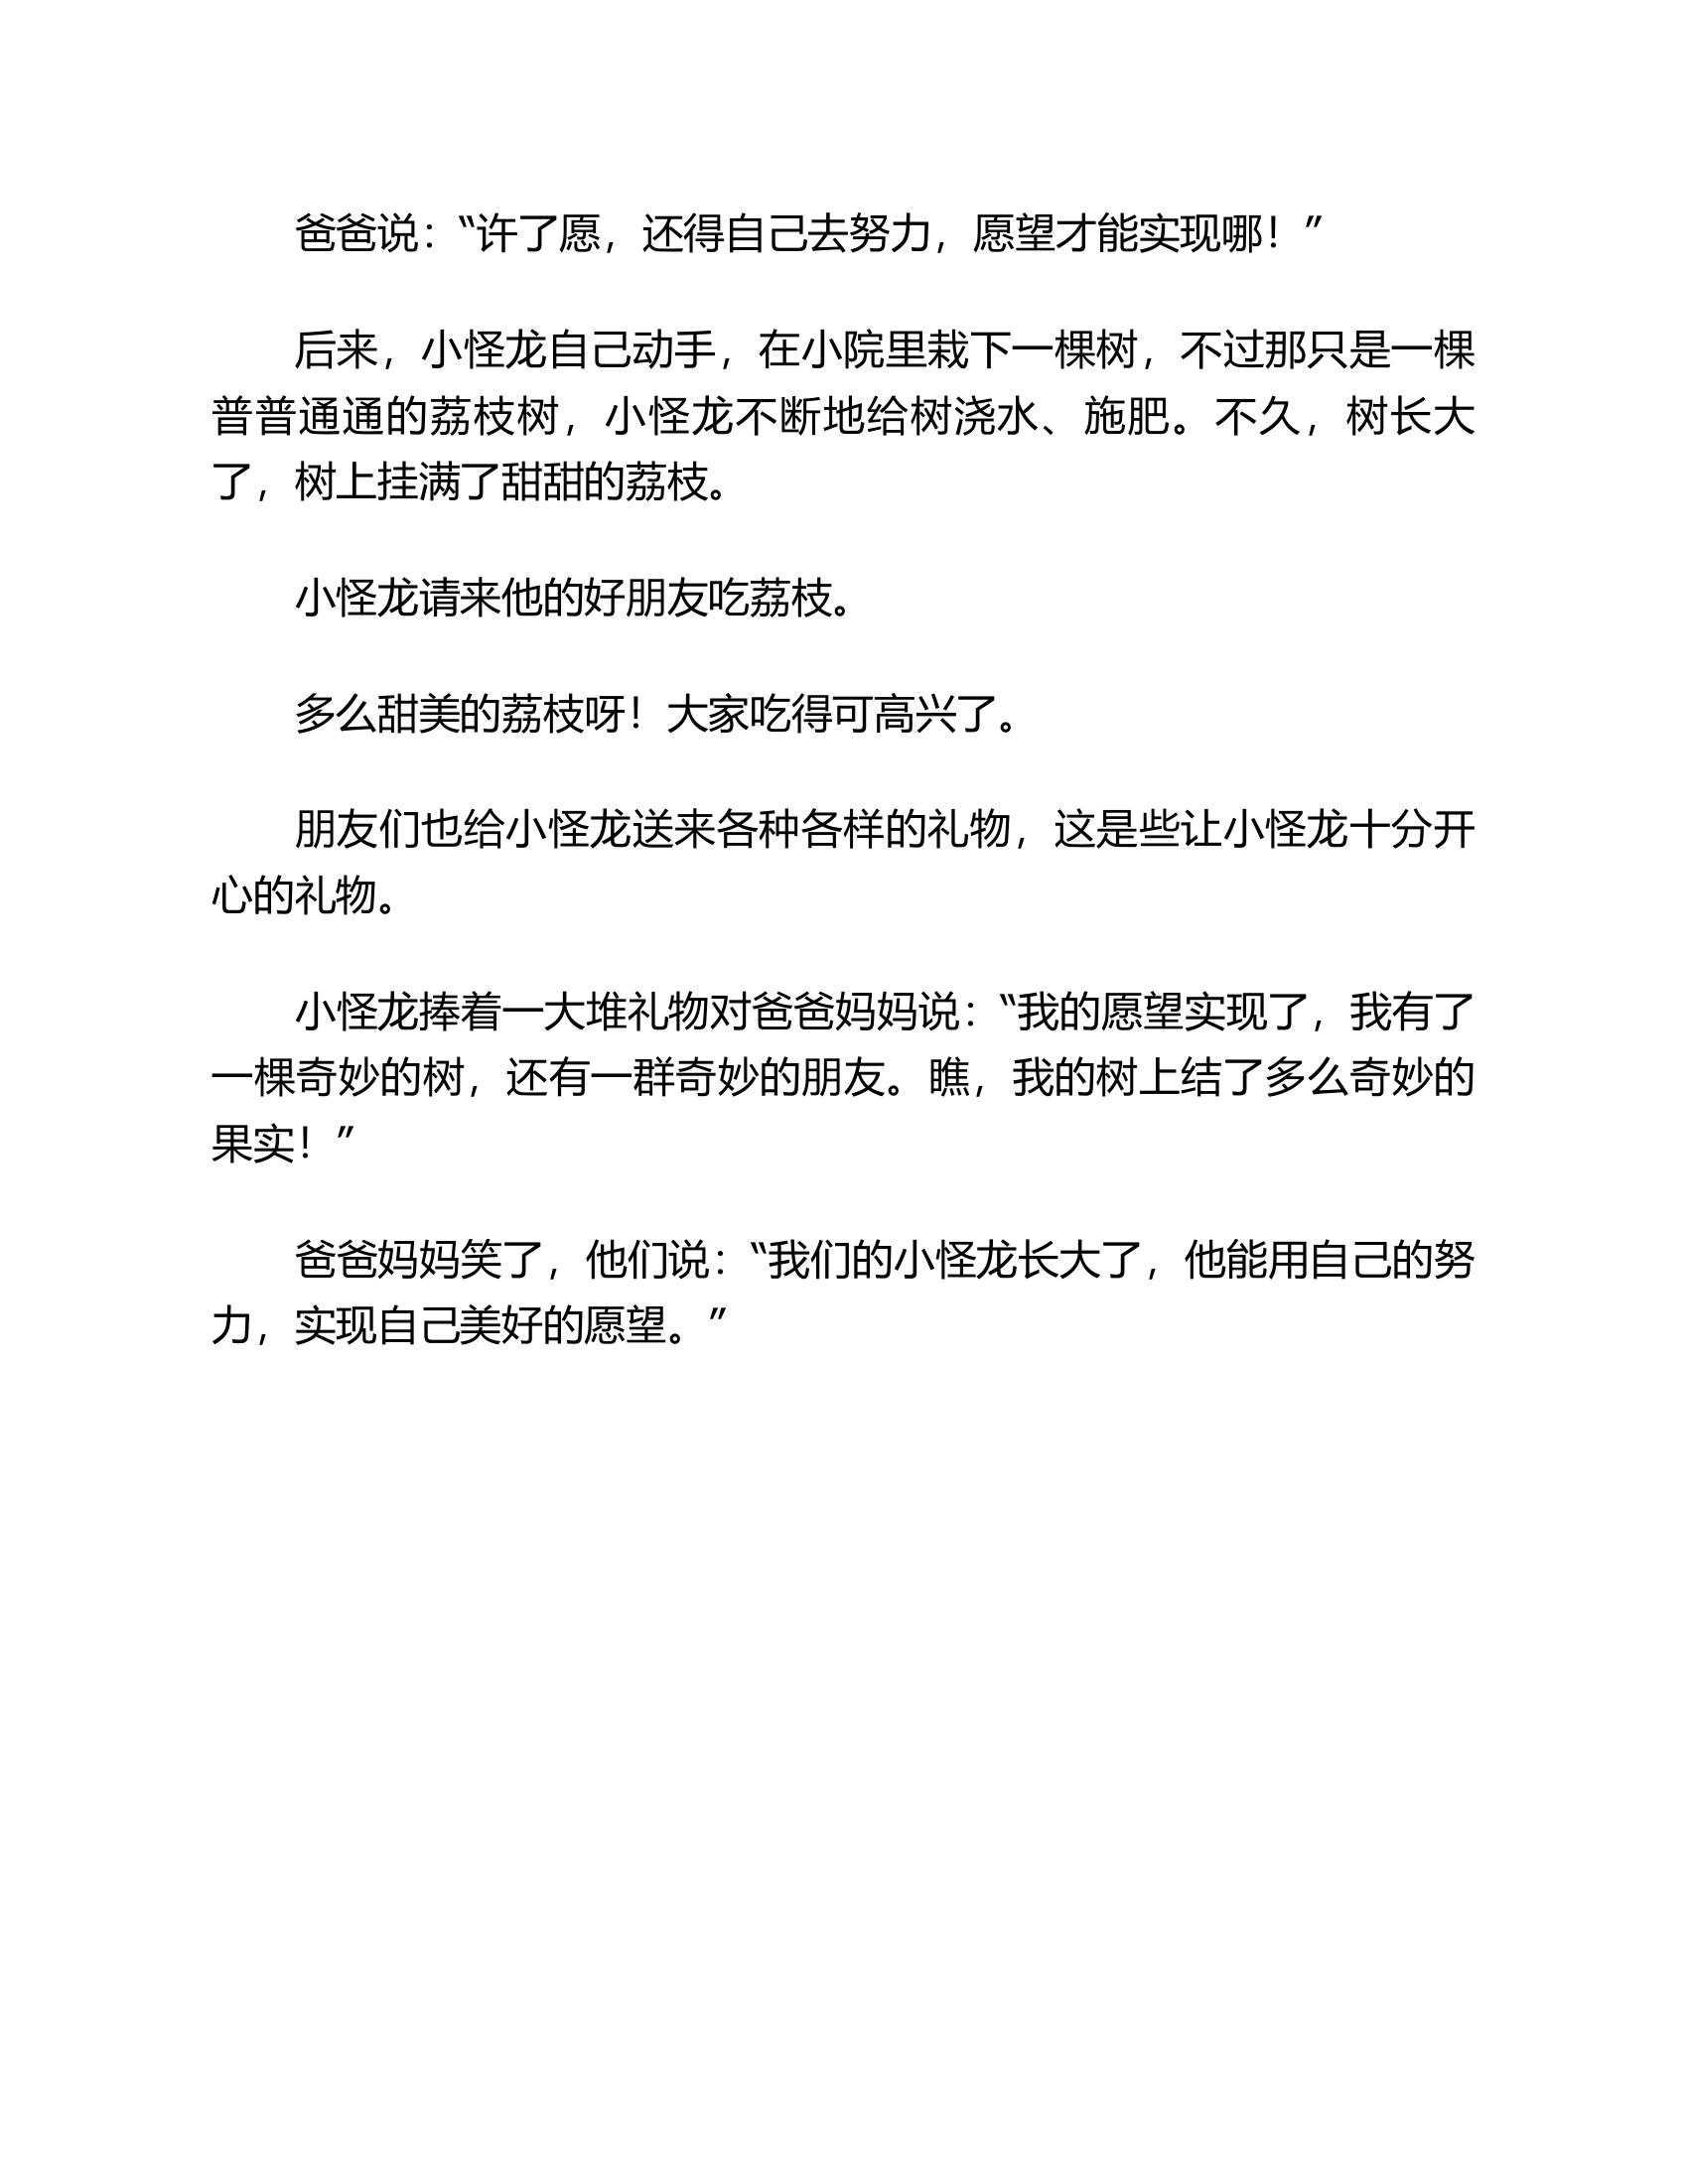 爸爸说：“许了愿，还得自己去努力，愿望才能实现哪！”
后来，小怪龙自己动手，在小院里栽下一棵树，不过那只是一棵
普普通通的荔枝树，小怪龙不断地给树浇水、施肥。不久，树长大
了，树上挂满了甜甜的荔枝。
小怪龙请来他的好朋友吃荔枝。
多么甜美的荔枝呀！大家吃得可高兴了。
朋友们也给小怪龙送来各种各样的礼物，这是些让小怪龙十分开
心的礼物。
小怪龙捧着一大堆礼物对爸爸妈妈说：“我的愿望实现了，我有了
一棵奇妙的树，还有一群奇妙的朋友。瞧，我的树上结了多么奇妙的
果实！”
爸爸妈妈笑了，他们说：“我们的小怪龙长大了，他能用自己的努
力，实现自己美好的愿望。”